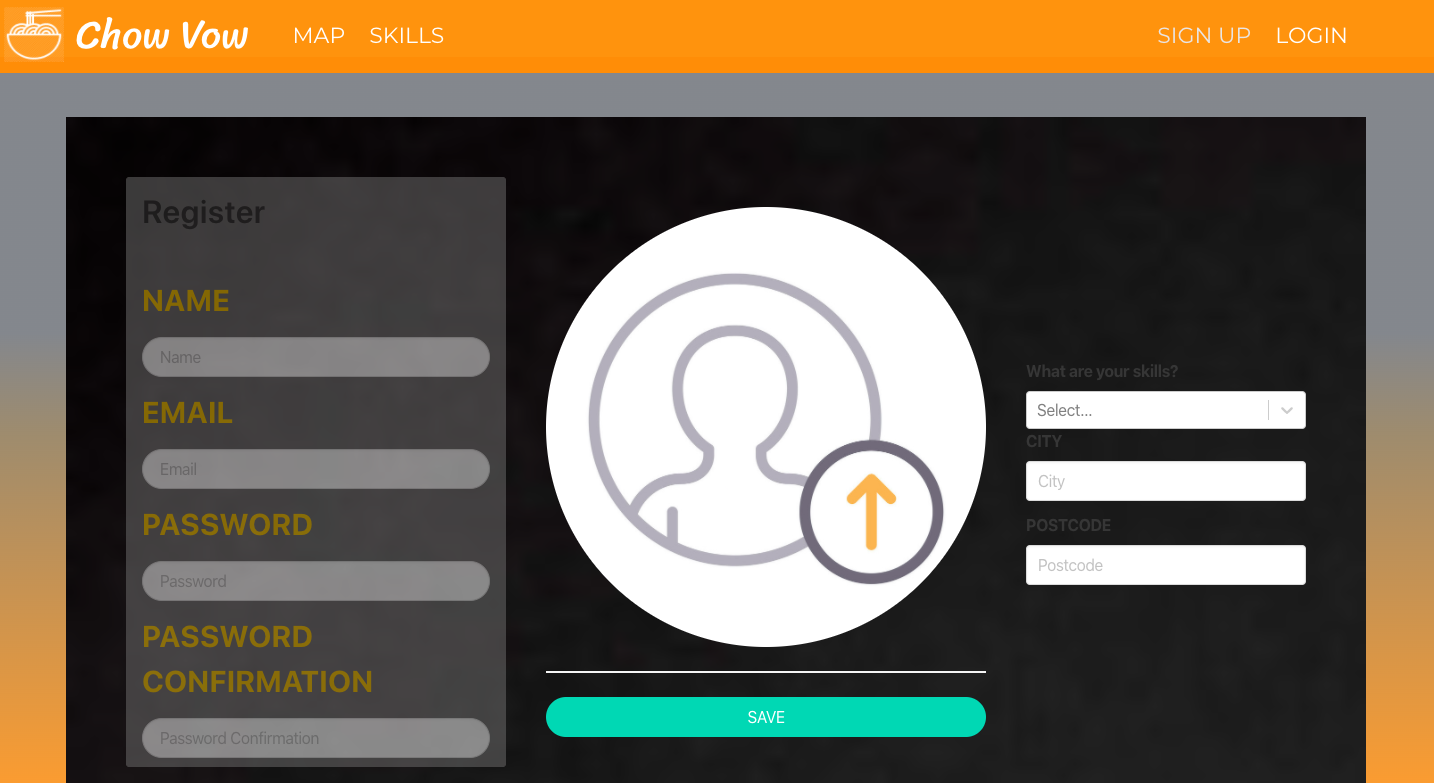 Chow Vow
MAP
SKILLS
SIGN UP
LOGIN
Register
NAME
Name
EMAIL
Email
PASSWORD
Password
PASSWORD
CONFIRMATION
Password Confirmation
SAVE
What are your skills?
Select...
CITY
City
POSTCODE
Postcode